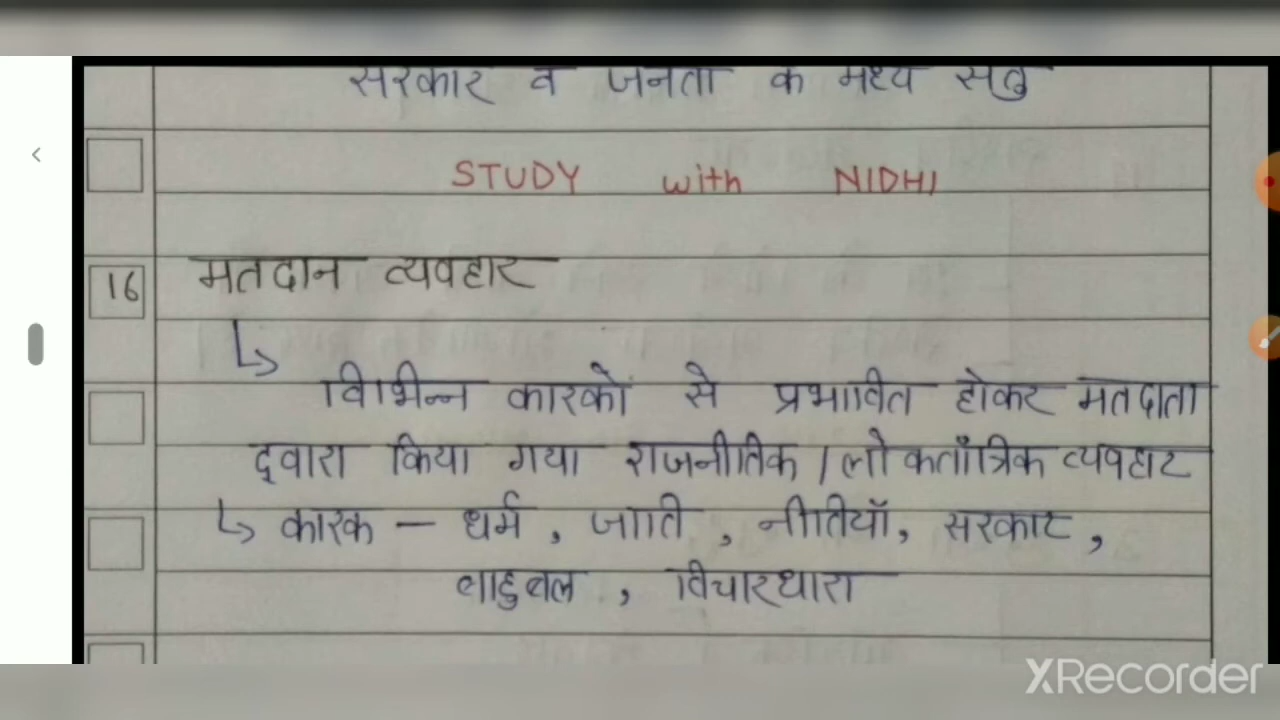 सरकार व जनता के मध्य सेतु
STUDY with NIDHI
16 मतदान व्यवहार
विभिन्न कारकों से प्रभावित होकर मतदाता
द्वारा किया गया राजनीतिक / लोकताँत्रिक व्यवहार
कारक – धर्म, जाति, नीतियाँ, सरकार,
बाहुबल, विचारधारा
XRecorder